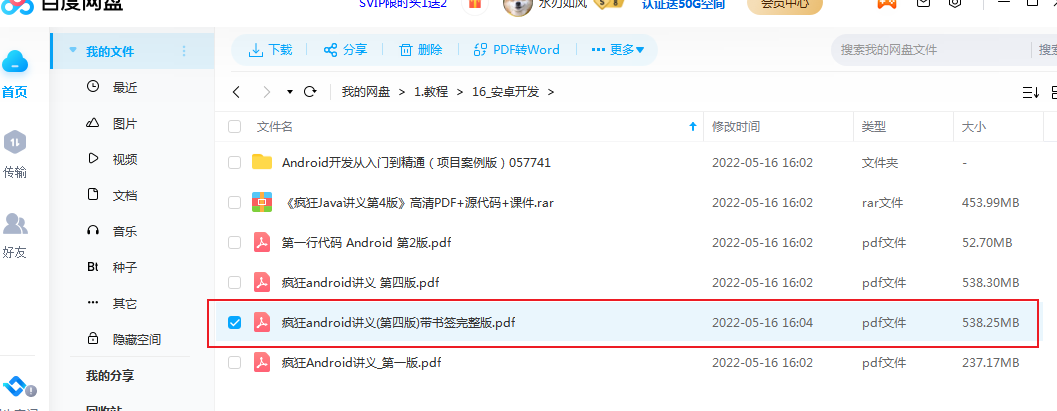 百度网盘
SVIP限时买1送2
水刃如风
认证送50G空间
会员中心
首页
传输
好友
我的文件
最近
图片
视频
文档
音乐
Bt 种子
其它
隐藏空间
我的分享
回收站
下载 分享 删除 PDF转Word 更多
搜索我的网盘文件 搜索
我的网盘 > 1.教程 > 16_安卓开发 >
文件名 修改时间 类型 大小
Android开发从入门到精通（项目案例版）057741 2022-05-16 16:02 文件夹 -
《疯狂Java讲义第4版》高清PDF+源代码+课件.rar 2022-05-16 16:02 rar文件 453.99MB
第一行代码 Android 第2版.pdf 2022-05-16 16:02 pdf文件 52.70MB
疯狂android讲义 第四版.pdf 2022-05-16 16:02 pdf文件 538.30MB
疯狂android讲义(第四版)带书签完整版.pdf 2022-05-16 16:04 pdf文件 538.25MB
疯狂Android讲义_第一版.pdf 2022-05-16 16:02 pdf文件 237.17MB